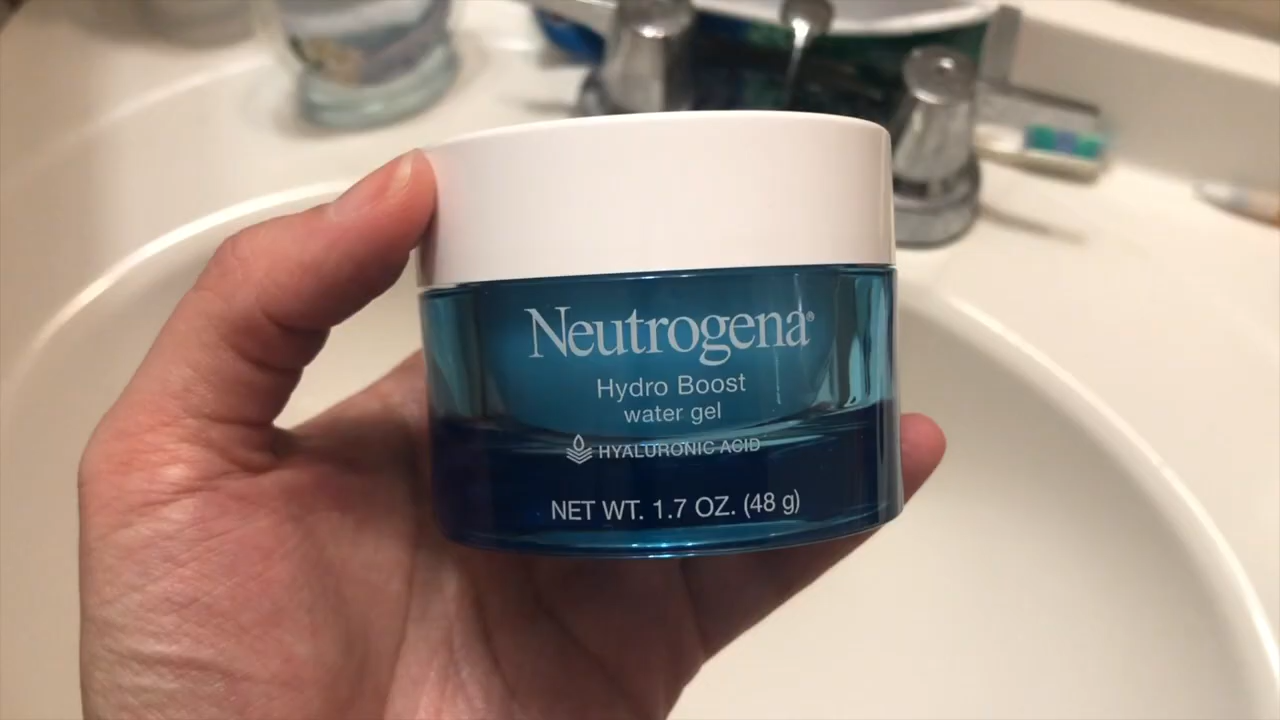 Neutrogena®
Hydro Boost
water gel
HYALURONIC ACID
NET WT. 1.7 OZ. (48 g)